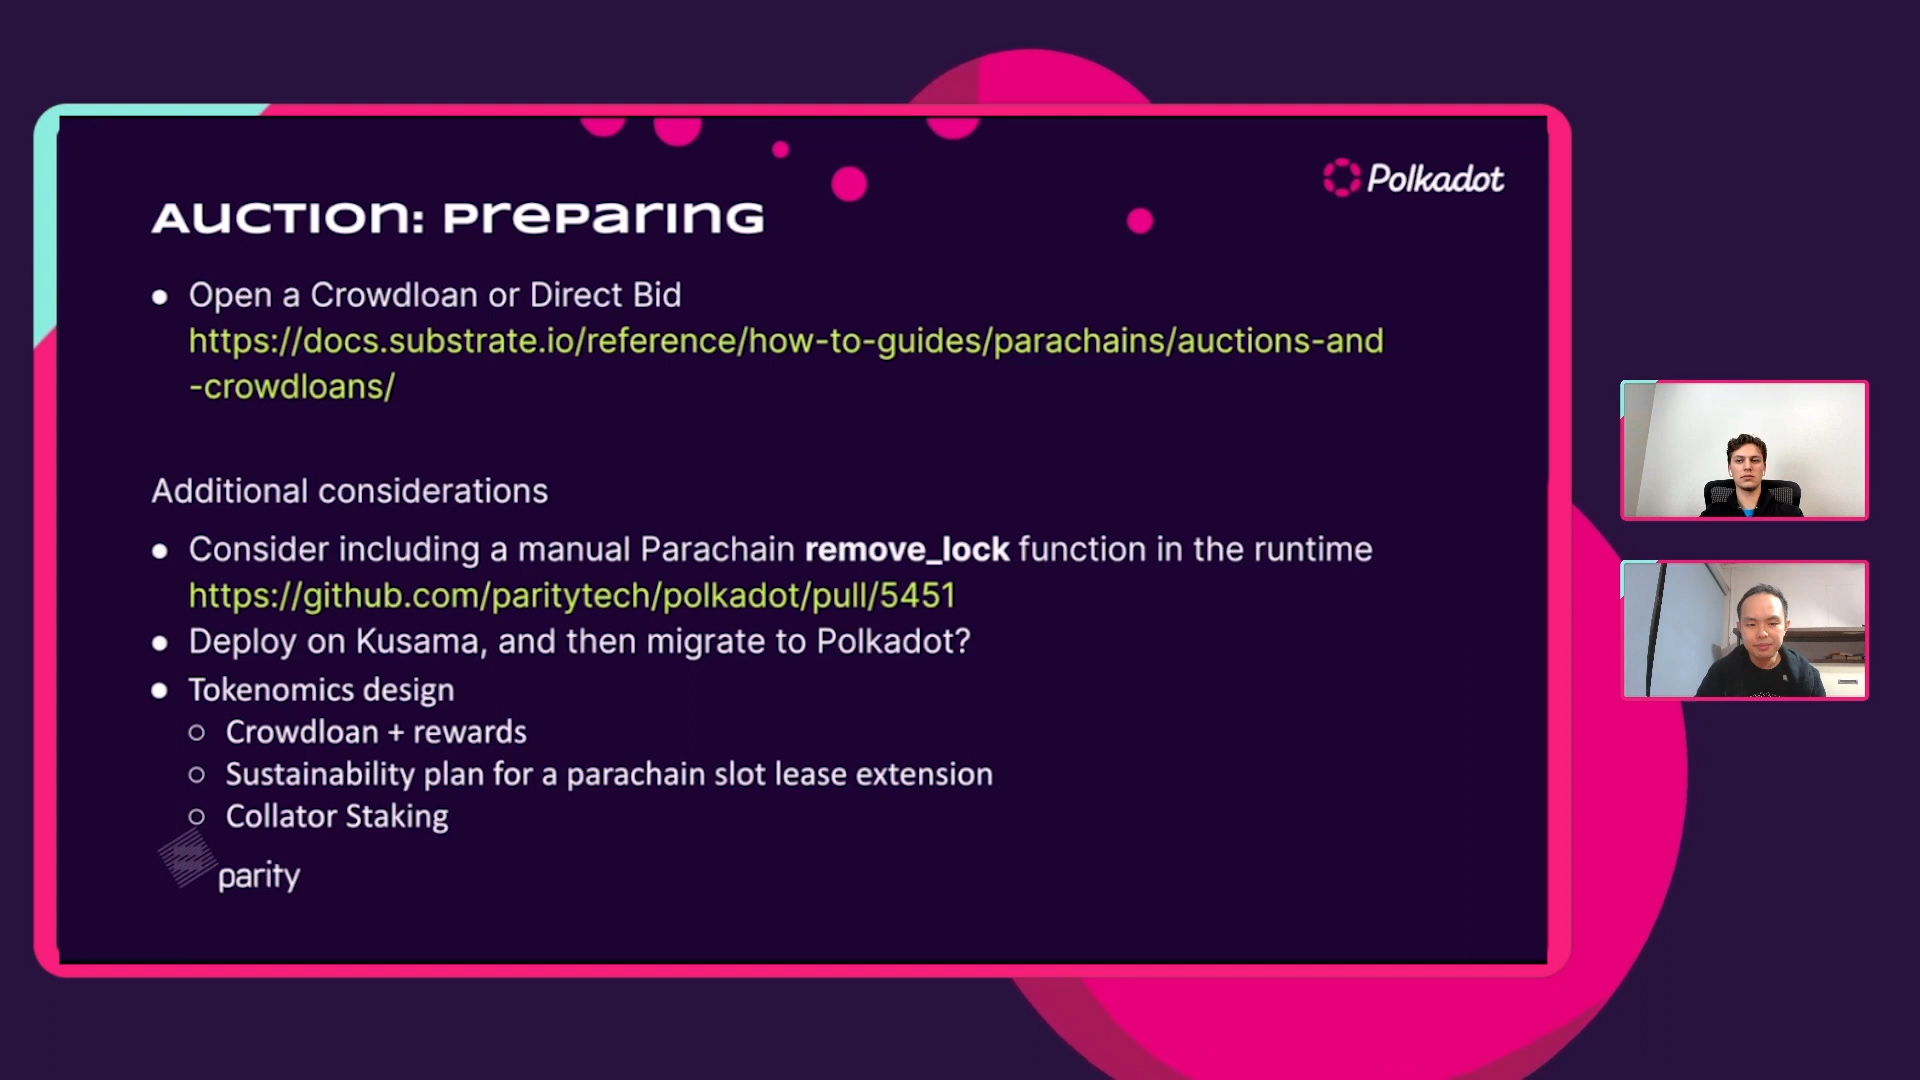 Polkadot
Auction: Preparing
● Open a Crowdloan or Direct Bid
https://docs.substrate.io/reference/how-to-guides/parachains/auctions-and
-crowdloans/
Additional considerations
● Consider including a manual Parachain remove_lock function in the runtime
https://github.com/paritytech/polkadot/pull/5451
● Deploy on Kusama, and then migrate to Polkadot?
● Tokenomics design
○ Crowdloan + rewards
○ Sustainability plan for a parachain slot lease extension
○ Collator Staking
parity